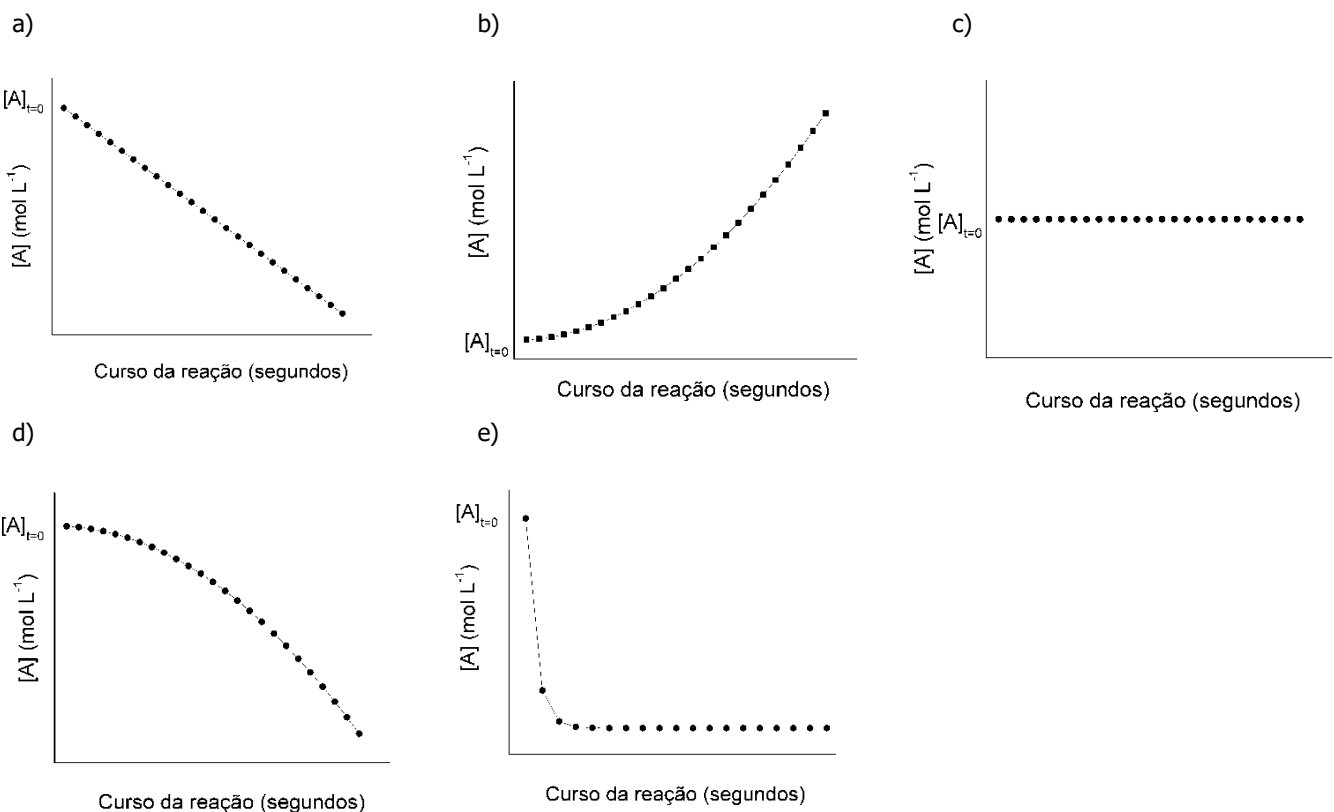 a)
b)
c)
[A]t=0
[A] (mol L⁻¹)
Curso da reação (segundos)
[A] (mol L⁻¹)
[A]t=0
Curso da reação (segundos)
[A] (mol L⁻¹)
[A]t=0
Curso da reação (segundos)
d)
e)
[A]t=0
[A] (mol L⁻¹)
Curso da reação (segundos)
[A]t=0
[A] (mol L⁻¹)
Curso da reação (segundos)